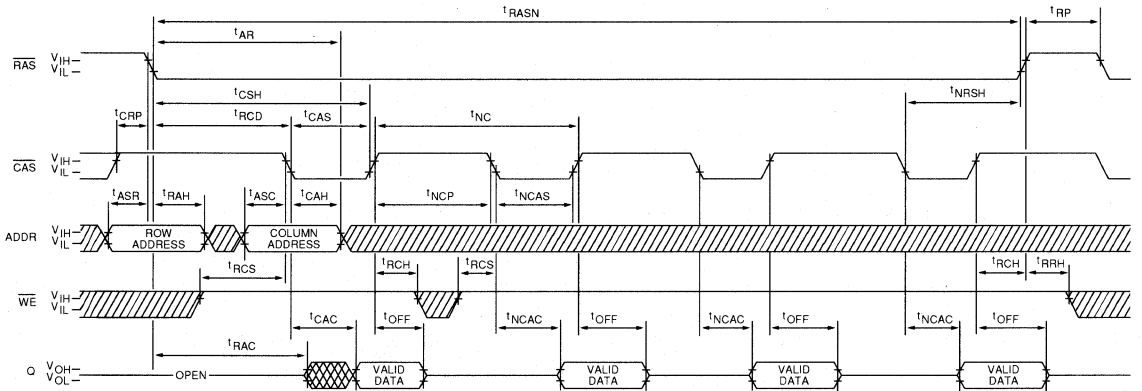 tRASN
tRP
tAR
RAS VIH
VIL
tCSH
tNRSH
tCRP tRCD tCAS tNC
CAS VIH
VIL
tASR tRAH tASC tCAH tNCP tNCAS
ADDR VIH
VIL
ROW ADDRESS
COLUMN ADDRESS
tRCS tRCH tRCS tRCH tRRH
WE VIH
VIL
tCAC tOFF tNCAC tOFF tNCAC tOFF tNCAC tOFF
tRAC
Q VOH
VOL
OPEN
VALID DATA
VALID DATA
VALID DATA
VALID DATA